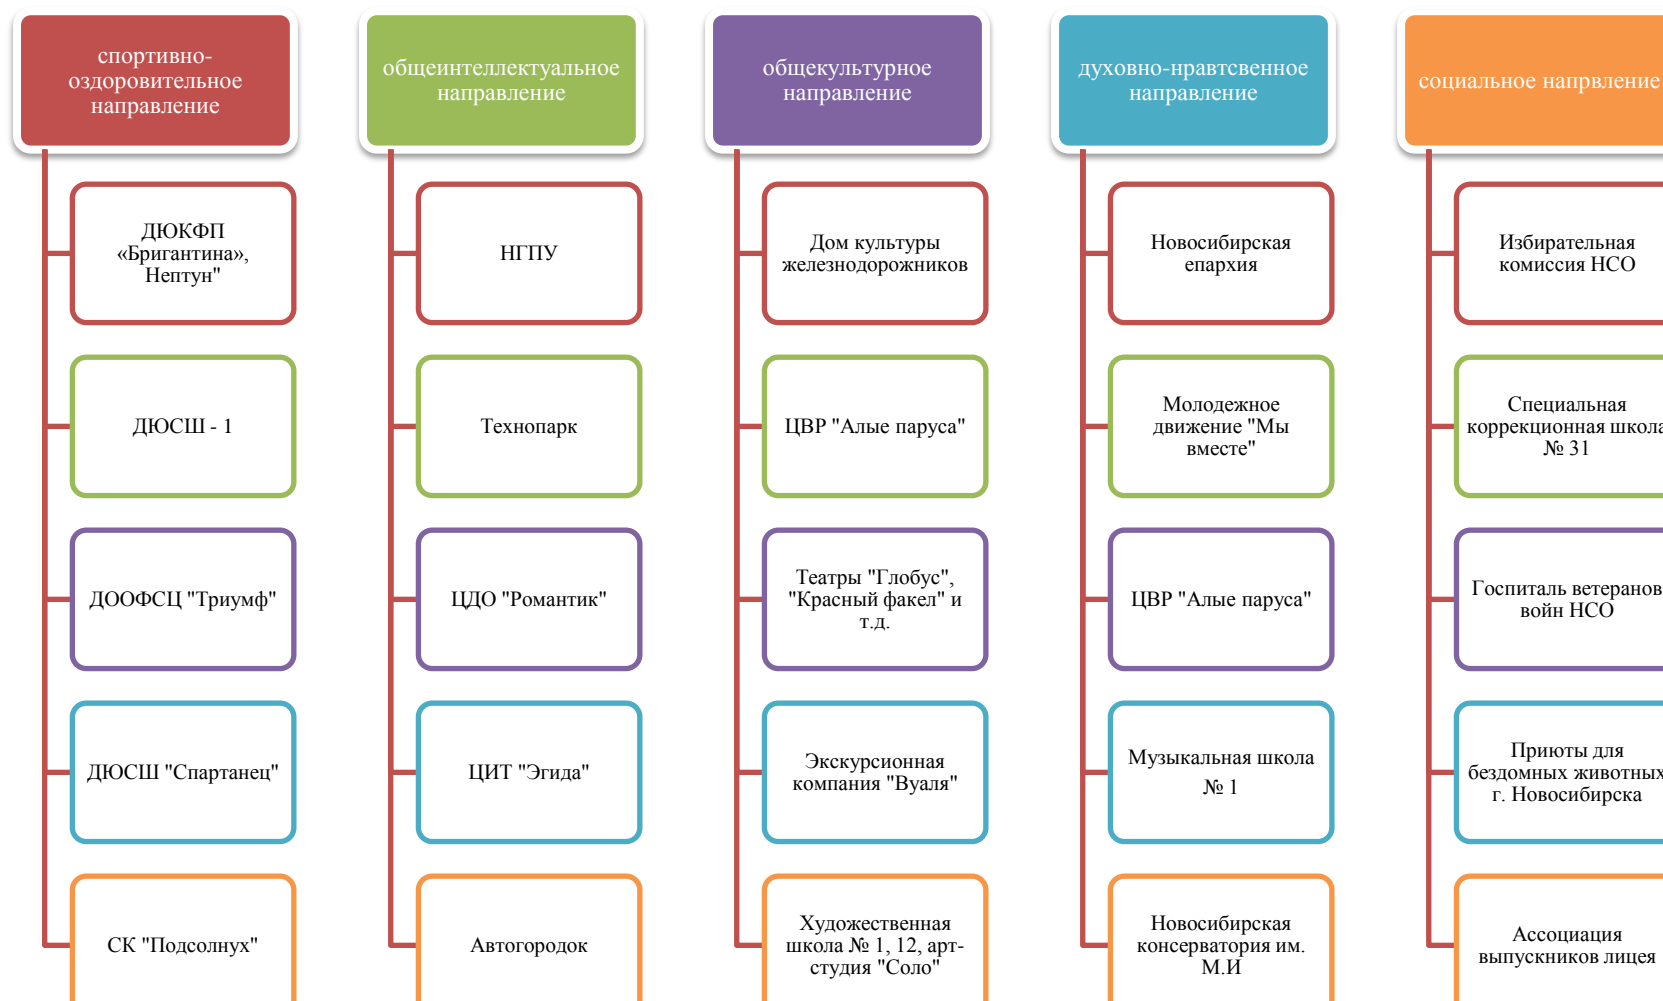 спортивно-
оздоровительное
направление
ДЮКФП
«Бригантина»,
Нептун"
ДЮСШ - 1
ДООФСЦ "Триумф"
ДЮСШ "Спартанец"
СК "Подсолнух"
общеинтеллектуальное
направление
НГПУ
Технопарк
ЦДО "Романтик"
ЦИТ "Эгида"
Автогородок
общекультурное
направление
Дом культуры
железнодорожников
ЦВР "Алые паруса"
Театры "Глобус",
"Красный факел" и
т.д.
Экскурсионная
компания "Вуаля"
Художественная
школа № 1, 12, арт-
студия "Соло"
духовно-нравтсвенное
направление
Новосибирская
епархия
Молодежное
движение "Мы
вместе"
ЦВР "Алые паруса"
Музыкальная школа
№ 1
Новосибирская
консерватория им.
М.И
социальное напрвление
Избирательная
комиссия НСО
Специальная
коррекционная школа
№ 31
Госпиталь ветеранов
войн НСО
Приюты для
бездомных животных
г. Новосибирска
Ассоциация
выпускников лицея